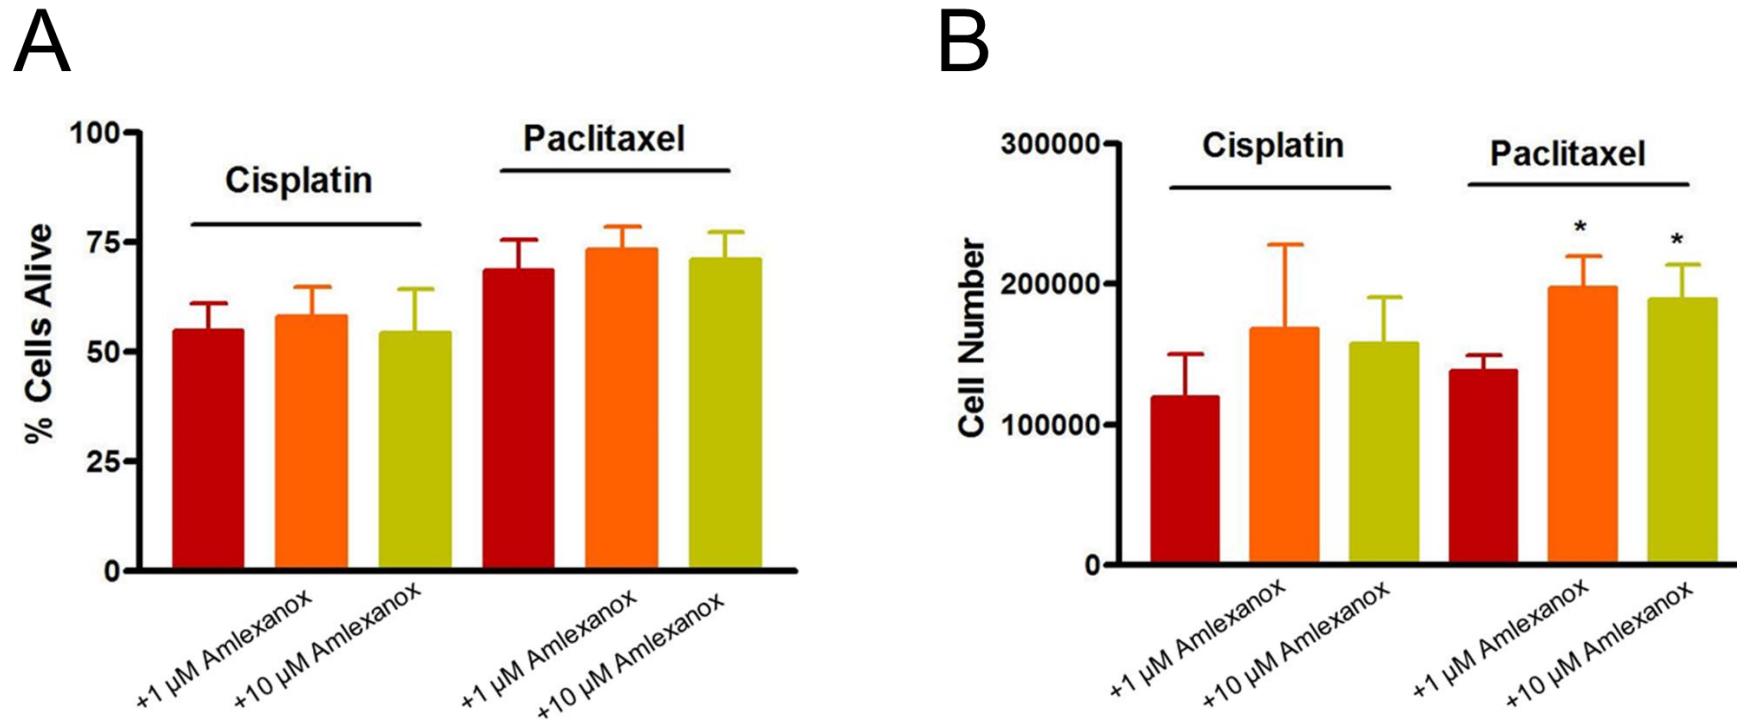 A
100
75
50
25
0
% Cells Alive
Cisplatin
Paclitaxel
+1 µM Amlexanox
+10 µM Amlexanox
+1 µM Amlexanox
+10 µM Amlexanox
B
300000
200000
100000
0
Cell Number
Cisplatin
Paclitaxel
*
*
+1 µM Amlexanox
+10 µM Amlexanox
+1 µM Amlexanox
+10 µM Amlexanox